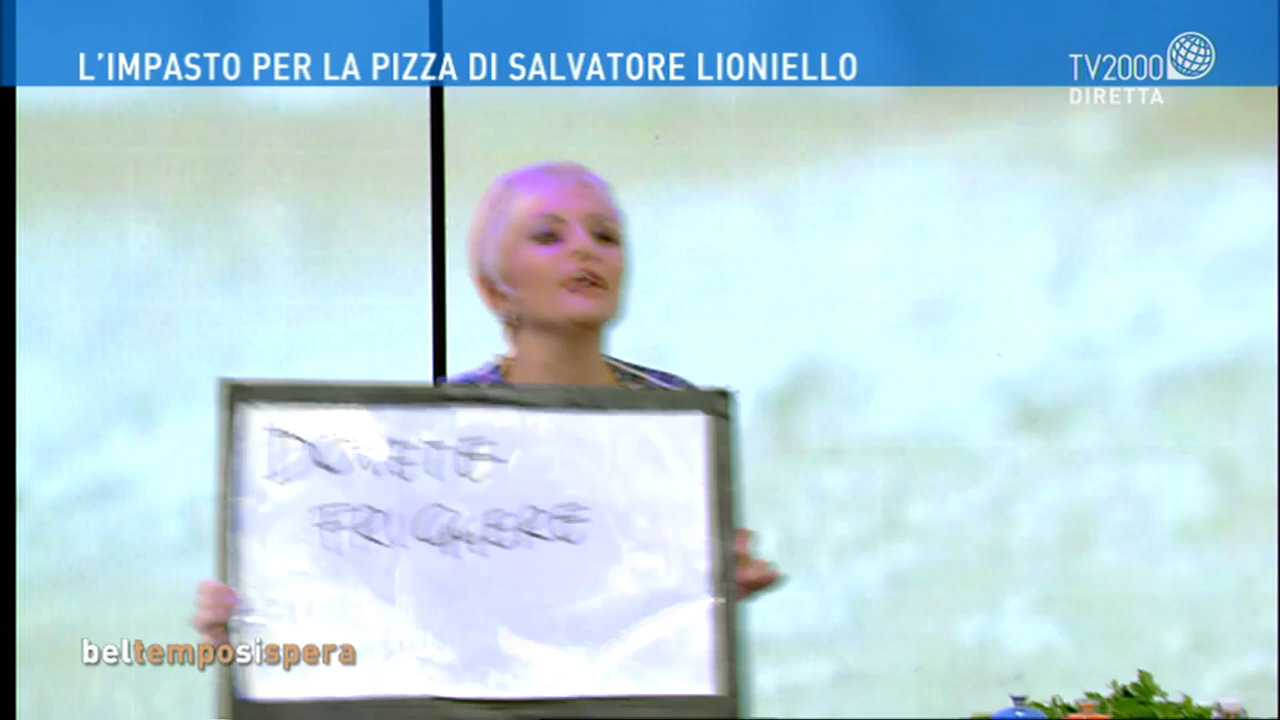 L'IMPASTO PER LA PIZZA DI SALVATORE LIONIELLO
TV2000
DIRETTA
DOVETE
FRIGGERE
beltemposispera